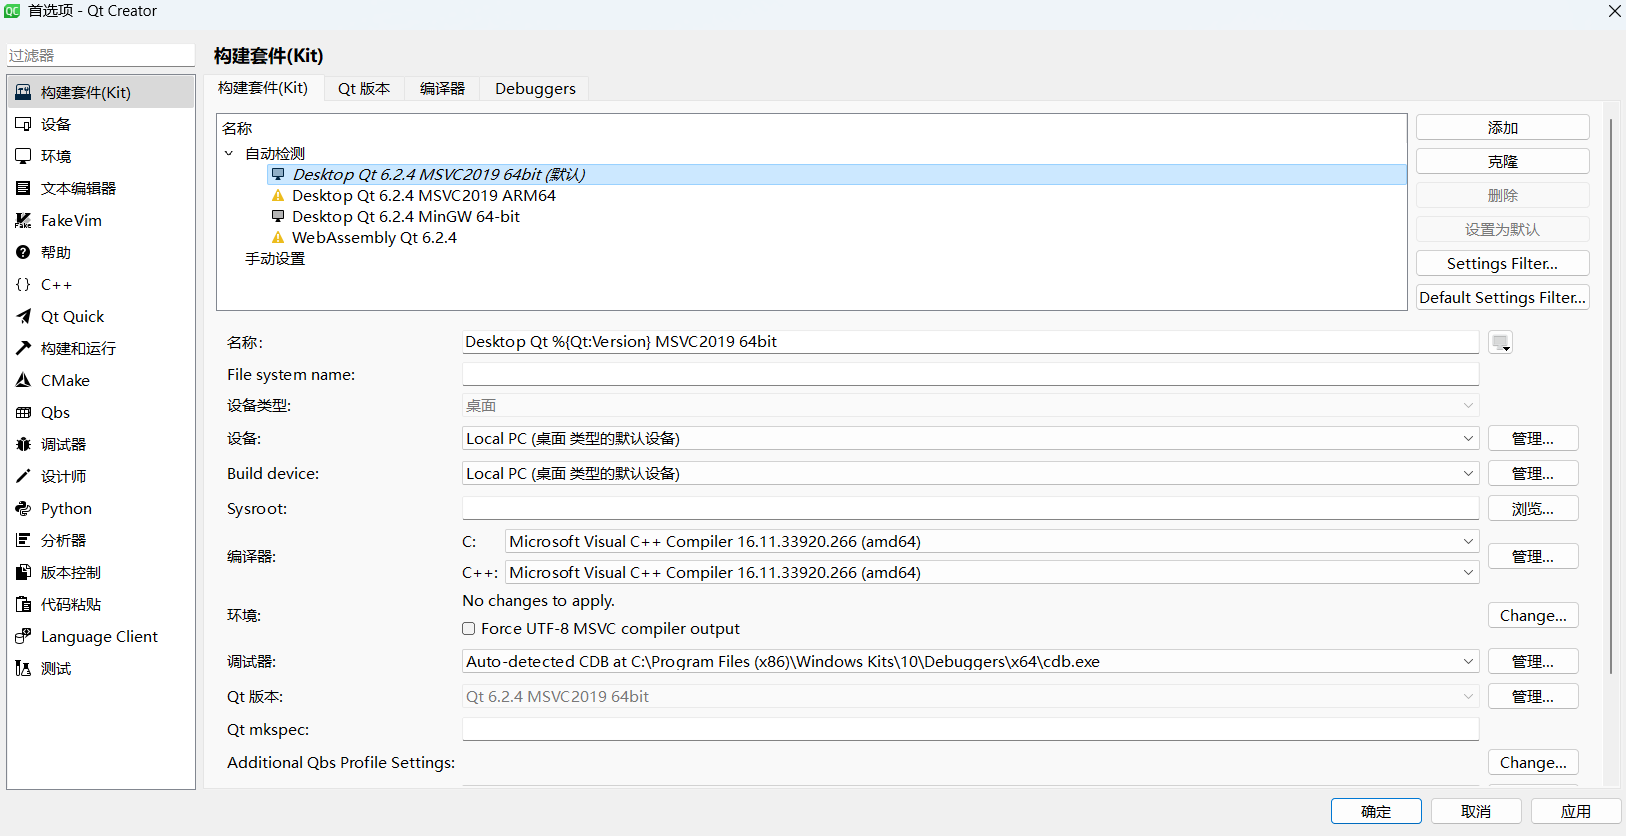 首选项 - Qt Creator
过滤器
构建套件(Kit)
设备
环境
文本编辑器
FakeVim
帮助
C++
Qt Quick
构建和运行
CMake
Qbs
调试器
设计师
Python
分析器
版本控制
代码粘贴
Language Client
测试
构建套件(Kit)
构建套件(Kit) Qt 版本 编译器 Debuggers
名称
自动检测
Desktop Qt 6.2.4 MSVC2019 64bit (默认)
Desktop Qt 6.2.4 MSVC2019 ARM64
Desktop Qt 6.2.4 MinGW 64-bit
WebAssembly Qt 6.2.4
手动设置
添加
克隆
删除
设置为默认
Settings Filter...
Default Settings Filter...
名称: Desktop Qt %{Qt:Version} MSVC2019 64bit
File system name:
设备类型: 桌面
设备: Local PC (桌面 类型的默认设备) 管理...
Build device: Local PC (桌面 类型的默认设备) 管理...
Sysroot: 浏览...
编译器: C: Microsoft Visual C++ Compiler 16.11.33920.266 (amd64) 管理...
C++: Microsoft Visual C++ Compiler 16.11.33920.266 (amd64)
环境: No changes to apply. Change...
Force UTF-8 MSVC compiler output
调试器: Auto-detected CDB at C:\Program Files (x86)\Windows Kits\10\Debuggers\x64\cdb.exe 管理...
Qt 版本: Qt 6.2.4 MSVC2019 64bit 管理...
Qt mkspec:
Additional Qbs Profile Settings: Change...
确定 取消 应用